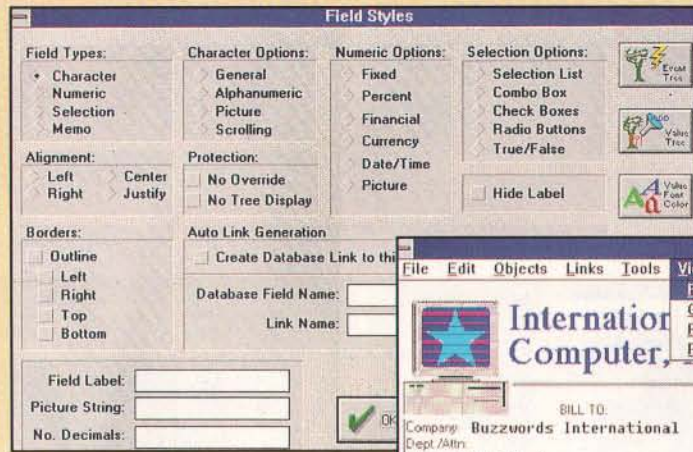 Field Styles
Field Types:
Character
Numeric
Selection
Memo
Character Options:
General
Alphanumeric
Picture
Scrolling
Numeric Options:
Fixed
Percent
Financial
Currency
Date/Time
Picture
Selection Options:
Selection List
Combo Box
Check Boxes
Radio Buttons
True/False
Event Tree
Value Tree
Value Font Color
Alignment:
Left Center
Right Justify
Protection:
No Override
No Tree Display
Hide Label
Borders:
Outline
Left
Right
Top
Bottom
Auto Link Generation
Create Database Link to thi
Database Field Name:
Link Name:
Field Label:
Picture String:
No. Decimals:
OK
File Edit Objects Links Tools Vi
Internation
Computer,
BILL TO:
Company: Buzzwords International
Dept./Attn: